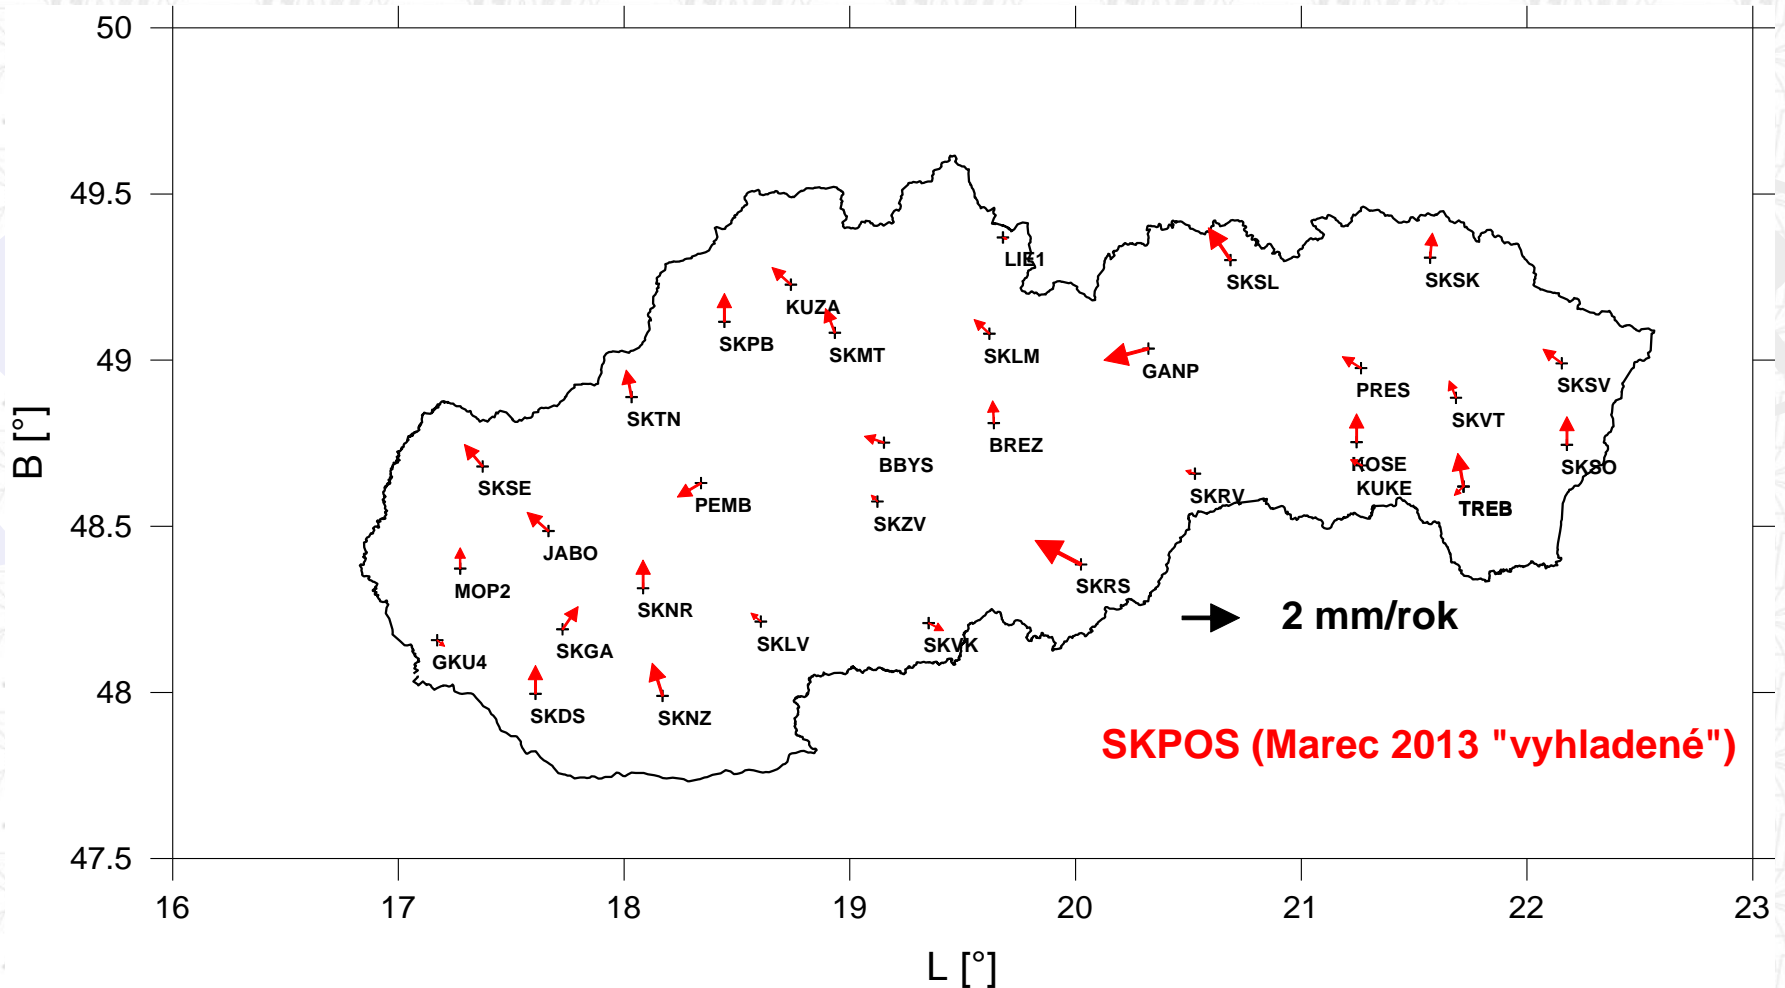 50
49.5
LIE1
SKSL
SKSK
KUZA
SKPB
SKMT
SKLM
49
GANP
PRES
SKSV
SKTN
SKVT
BREZ
BBYS
KOSE
SKSO
B [°]
SKSE
PEMB
SKRV
KUKE
TREB
SKZV
48.5
JABO
MOP2
SKRS
SKNR
2 mm/rok
SKGA
SKLV
SKVK
GKU4
48
SKDS
SKNZ
SKPOS (Marec 2013 "vyhladené")
47.5
16
17
18
19
20
21
22
23
L [°]